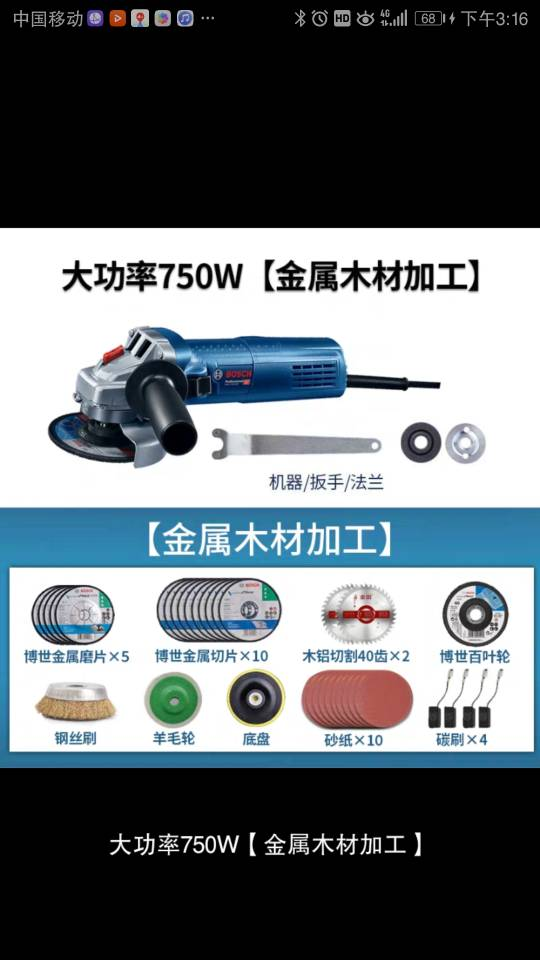 中国移动 ··· HD 4G 68 下午3:16
大功率750W【金属木材加工】
BOSCH
Professional
机器/扳手/法兰
【金属木材加工】
博世金属磨片×5
博世金属切片×10
木铝切割40齿×2
博世百叶轮
钢丝刷
羊毛轮
底盘
砂纸×10
碳刷×4
大功率750W【金属木材加工】